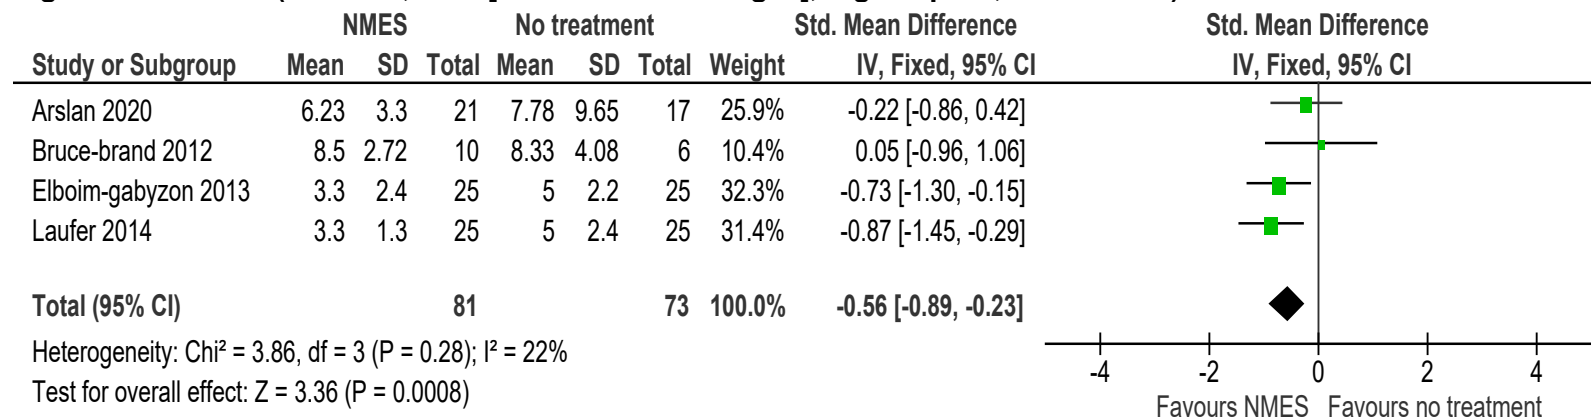 NMES No treatment Std. Mean Difference Std. Mean Difference
Study or Subgroup Mean SD Total Mean SD Total Weight IV, Fixed, 95% CI IV, Fixed, 95% CI
Arslan 2020 6.23 3.3 21 7.78 9.65 17 25.9% -0.22 [-0.86, 0.42]
Bruce-brand 2012 8.5 2.72 10 8.33 4.08 6 10.4% 0.05 [-0.96, 1.06]
Elboim-gabyzon 2013 3.3 2.4 25 5 2.2 25 32.3% -0.73 [-1.30, -0.15]
Laufer 2014 3.3 1.3 25 5 2.4 25 31.4% -0.87 [-1.45, -0.29]
Total (95% CI) 81 73 100.0% -0.56 [-0.89, -0.23]
Heterogeneity: Chi² = 3.86, df = 3 (P = 0.28); I² = 22%
Test for overall effect: Z = 3.36 (P = 0.0008)
-4 -2 0 2 4
Favours NMES Favours no treatment